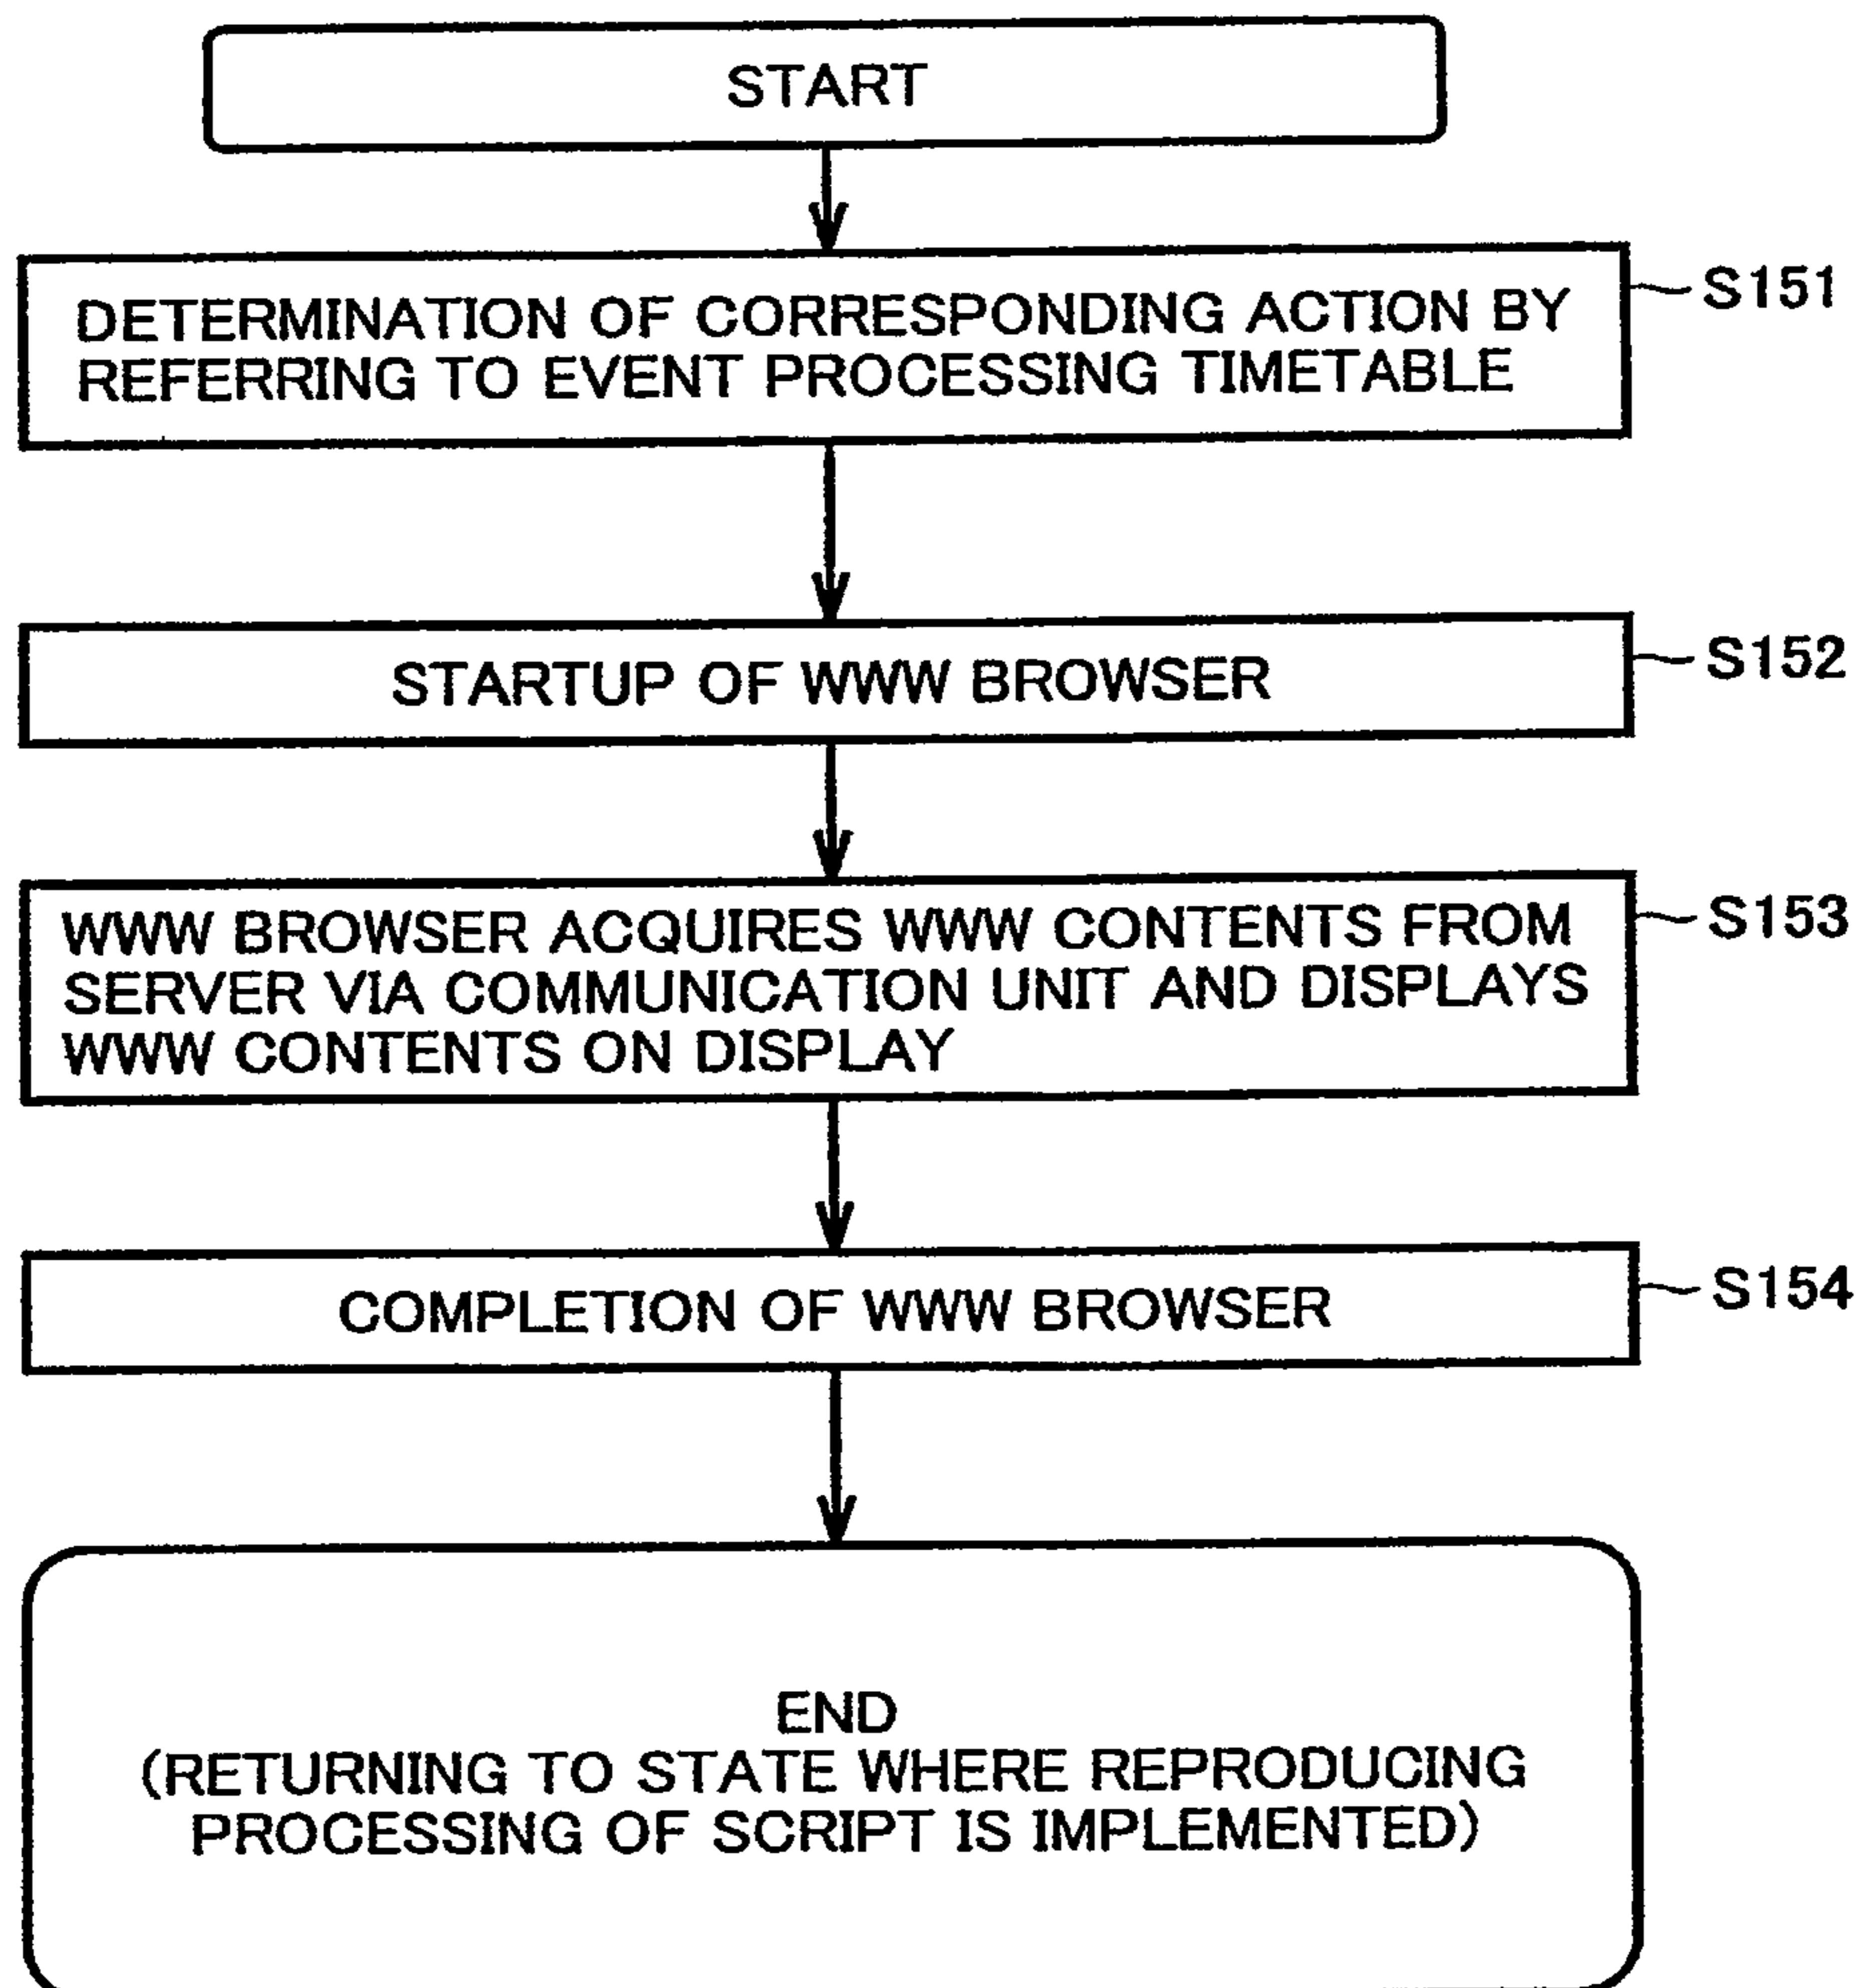 START
DETERMINATION OF CORRESPONDING ACTION BY
REFERRING TO EVENT PROCESSING TIMETABLE
S151
STARTUP OF WWW BROWSER
S152
WWW BROWSER ACQUIRES WWW CONTENTS FROM
SERVER VIA COMMUNICATION UNIT AND DISPLAYS
WWW CONTENTS ON DISPLAY
S153
COMPLETION OF WWW BROWSER
S154
END
(RETURNING TO STATE WHERE REPRODUCING
PROCESSING OF SCRIPT IS IMPLEMENTED)